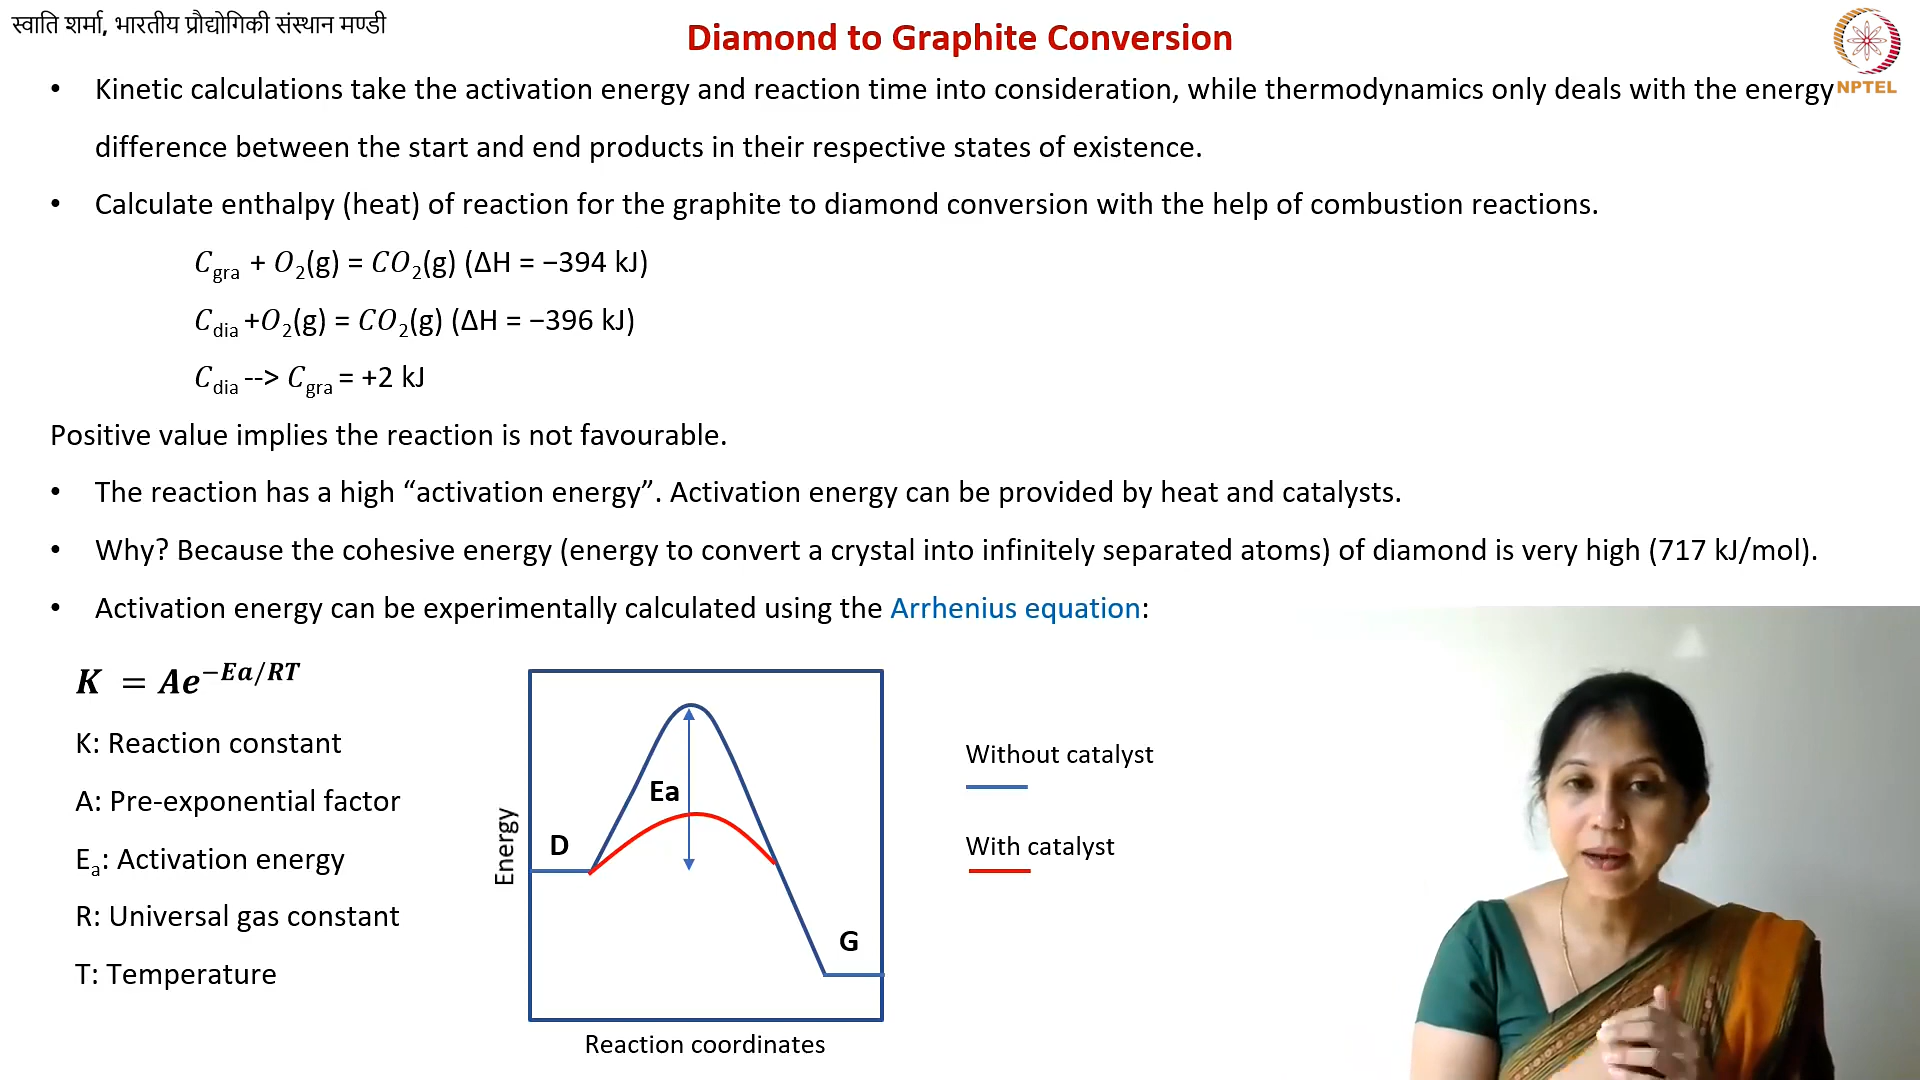 स्वाति शर्मा, भारतीय प्रौद्योगिकी संस्थान मण्डी
Diamond to Graphite Conversion
NPTEL
• Kinetic calculations take the activation energy and reaction time into consideration, while thermodynamics only deals with the energy
difference between the start and end products in their respective states of existence.
• Calculate enthalpy (heat) of reaction for the graphite to diamond conversion with the help of combustion reactions.
C_gra + O₂(g) = CO₂(g) (ΔH = −394 kJ)
C_dia +O₂(g) = CO₂(g) (ΔH = −396 kJ)
C_dia --> C_gra = +2 kJ
Positive value implies the reaction is not favourable.
• The reaction has a high “activation energy”. Activation energy can be provided by heat and catalysts.
• Why? Because the cohesive energy (energy to convert a crystal into infinitely separated atoms) of diamond is very high (717 kJ/mol).
• Activation energy can be experimentally calculated using the Arrhenius equation:
K = Ae^{−Ea/RT}
K: Reaction constant
A: Pre-exponential factor
Eₐ: Activation energy
R: Universal gas constant
T: Temperature
Energy
D
Ea
G
Reaction coordinates
Without catalyst
With catalyst